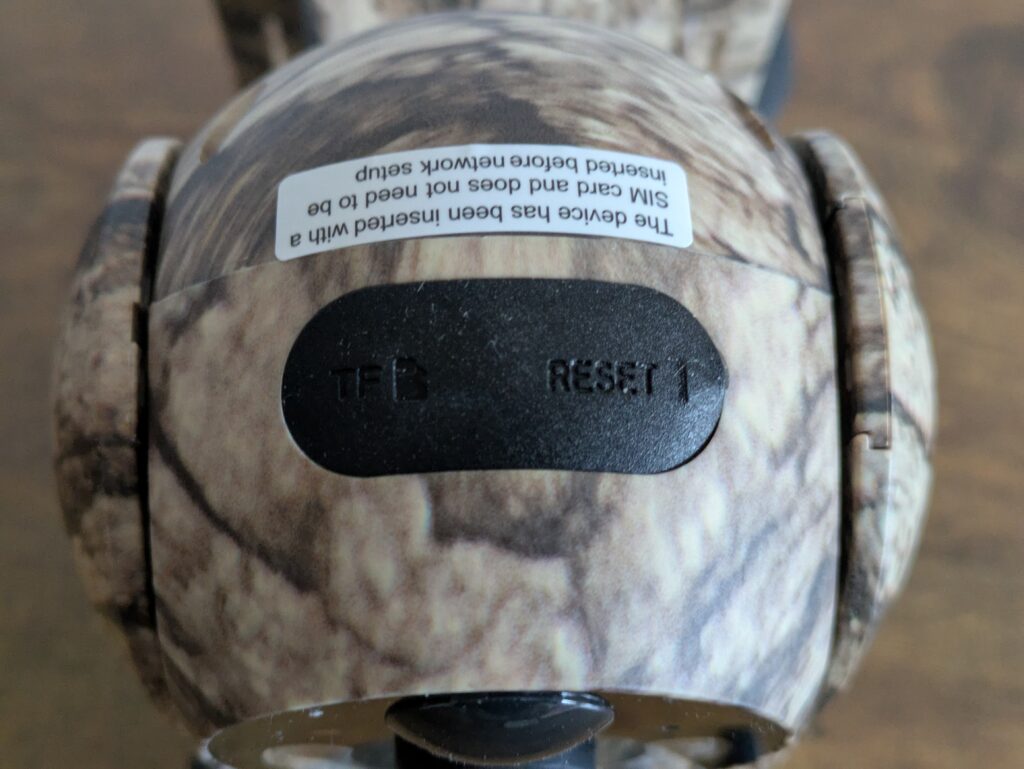 The device has been inserted with a
SIM card and does not need to be
inserted before network setup
TF RESET